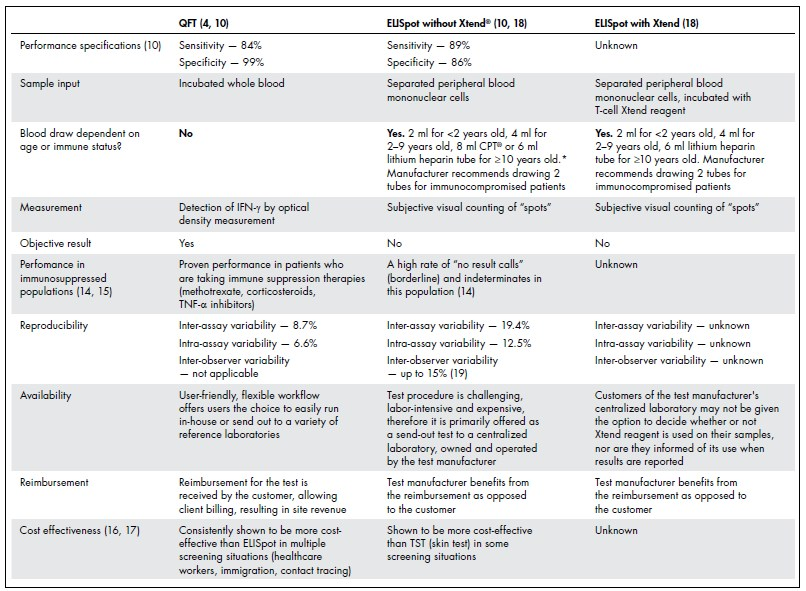 QFT (4, 10)
ELISpot without Xtend® (10, 18)
ELISpot with Xtend (18)
Performance specifications (10)
Sensitivity — 84%
Specificity — 99%
Sensitivity — 89%
Specificity — 86%
Unknown
Sample input
Incubated whole blood
Separated peripheral blood
mononuclear cells
Separated peripheral blood
mononuclear cells, incubated with
T-cell Xtend reagent
Blood draw dependent on
age or immune status?
No
Yes. 2 ml for <2 years old, 4 ml for
2–9 years old, 8 ml CPT® or 6 ml
lithium heparin tube for ≥10 years old.*
Manufacturer recommends drawing 2
tubes for immunocompromised patients
Yes. 2 ml for <2 years old, 4 ml for
2–9 years old, 6 ml lithium heparin
tube for ≥10 years old. Manufacturer
recommends drawing 2 tubes for
immunocompromised patients
Measurement
Detection of IFN-γ by optical
density measurement
Subjective visual counting of “spots”
Subjective visual counting of “spots”
Objective result
Yes
No
No
Perfomance in
immunosuppressed
populations (14, 15)
Proven performance in patients who
are taking immune suppression therapies
(methotrexate, corticosteroids,
TNF-α inhibitors)
A high rate of “no result calls”
(borderline) and indeterminates in
this population (14)
Unknown
Reproducibility
Inter-assay variability — 8.7%
Intra-assay variability — 6.6%
Inter-observer variability
— not applicable
Inter-assay variability — 19.4%
Intra-assay variability — 12.5%
Inter-observer variability
— up to 15% (19)
Inter-assay variability — unknown
Intra-assay variability — unknown
Inter-observer variability — unknown
Availability
User-friendly, flexible workflow
offers users the choice to easily run
in-house or send out to a variety of
reference laboratories
Test procedure is challenging,
labor-intensive and expensive,
therefore it is primarily offered as
a send-out test to a centralized
laboratory, owned and operated
by the test manufacturer
Customers of the test manufacturer's
centralized laboratory may not be given
the option to decide whether or not
Xtend reagent is used on their samples,
nor are they informed of its use when
results are reported
Reimbursement
Reimbursement for the test is
received by the customer, allowing
client billing, resulting in site revenue
Test manufacturer benefits from
the reimbursement as opposed
to the customer
Test manufacturer benefits from
the reimbursement as opposed to
the customer
Cost effectiveness (16, 17)
Consistently shown to be more cost-
effective than ELISpot in multiple
screening situations (healthcare
workers, immigration, contact tracing)
Shown to be more cost-effective
than TST (skin test) in some
screening situations
Unknown